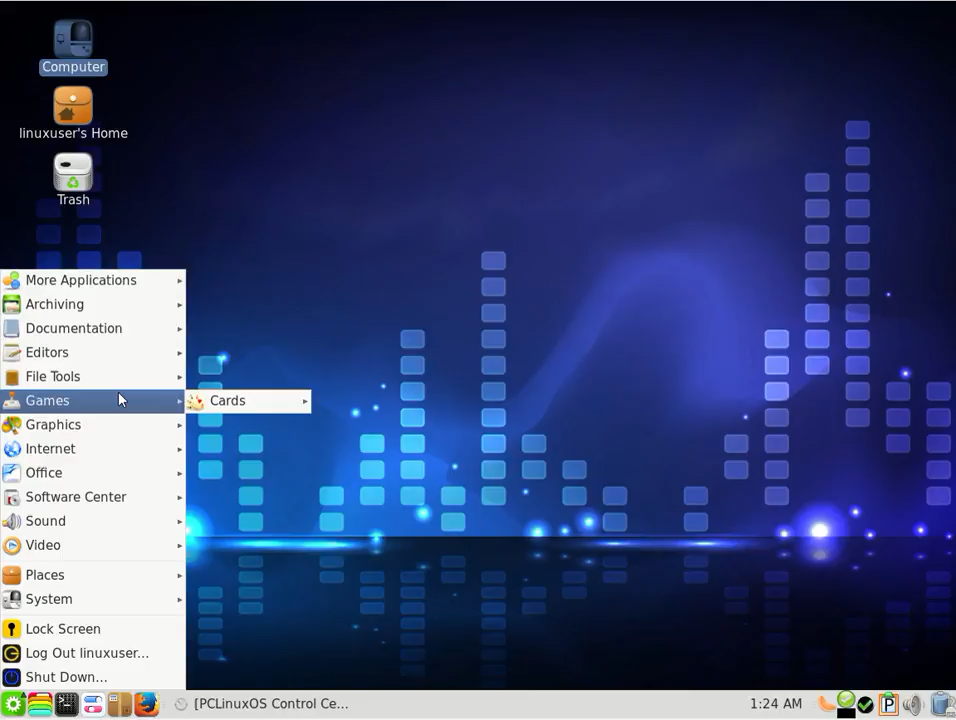 Computer
linuxuser's Home
Trash
More Applications
Archiving
Documentation
Editors
File Tools
Games
Cards
Graphics
Internet
Office
Software Center
Sound
Video
Places
System
Lock Screen
Log Out linuxuser...
Shut Down...
[PCLinuxOS Control Ce...
1:24 AM
P